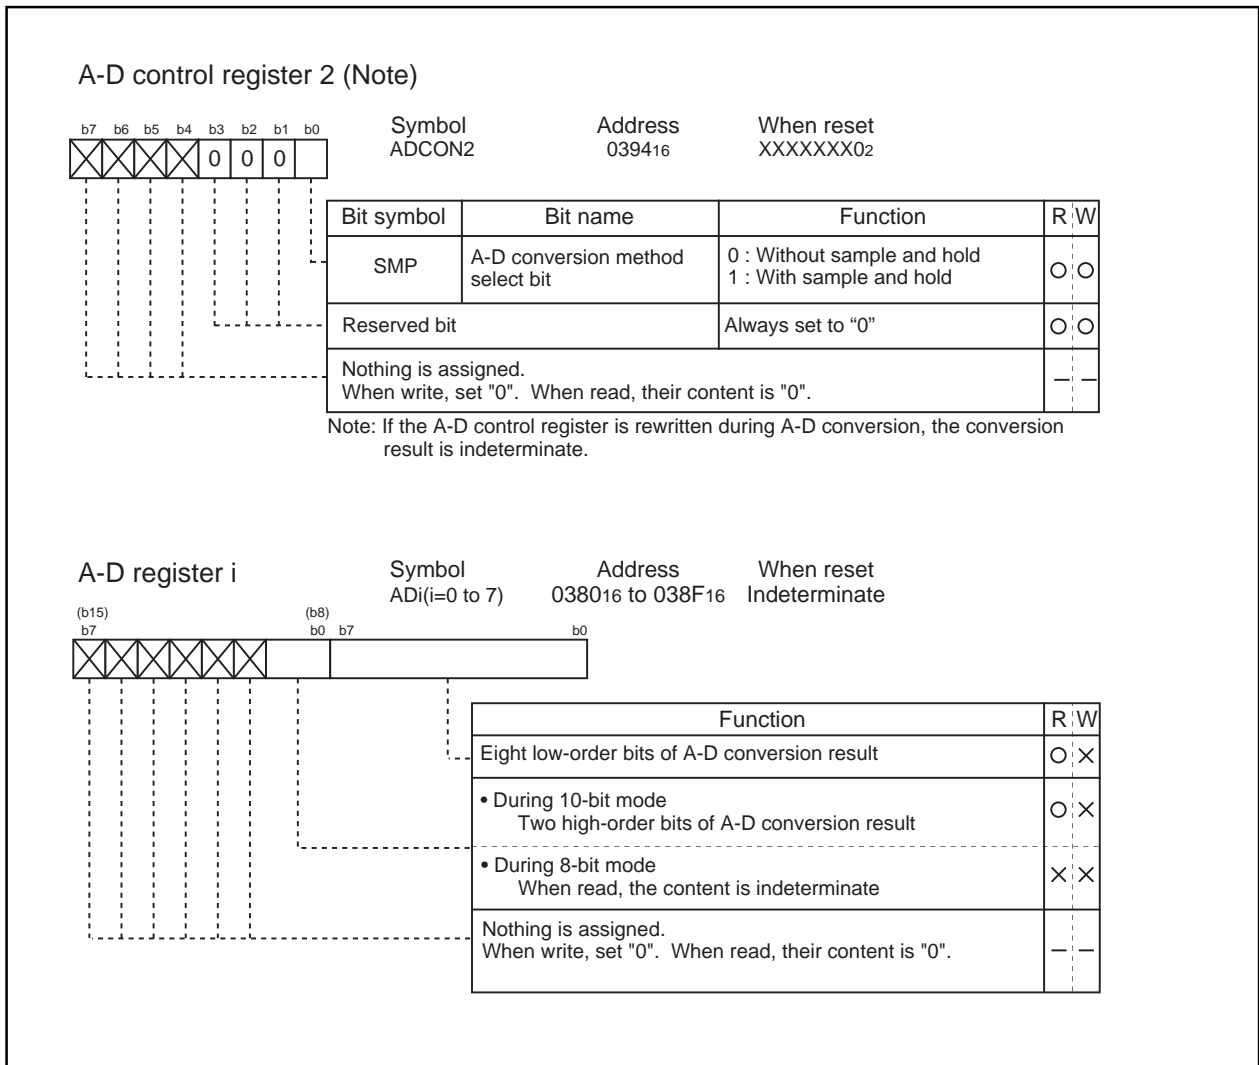 A-D control register 2 (Note)
Symbol Address When reset
b7 b6 b5 b4 b3 b2 b1 b0
ADCON2 039416 XXXXXXX02
0 0 0
Bit symbol Bit name Function R W
SMP A-D conversion method select bit 0 : Without sample and hold
1 : With sample and hold
Reserved bit Always set to “0”
Nothing is assigned.
When write, set "0". When read, their content is "0".
Note: If the A-D control register is rewritten during A-D conversion, the conversion
result is indeterminate.
A-D register i
Symbol Address When reset
ADi(i=0 to 7) 038016 to 038F16 Indeterminate
(b15) (b8)
b7 b0 b7 b0
Function R W
Eight low-order bits of A-D conversion result
• During 10-bit mode
Two high-order bits of A-D conversion result
• During 8-bit mode
When read, the content is indeterminate
Nothing is assigned.
When write, set "0". When read, their content is "0".